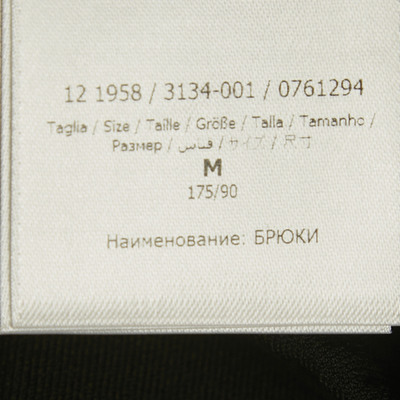 12 1958 / 3134-001 / 0761294
Taglia / Size / Taille / Größe / Talla / Tamanho /
Размер / قياس / サイズ / 尺寸
M
175/90
Наименование: БРЮКИ